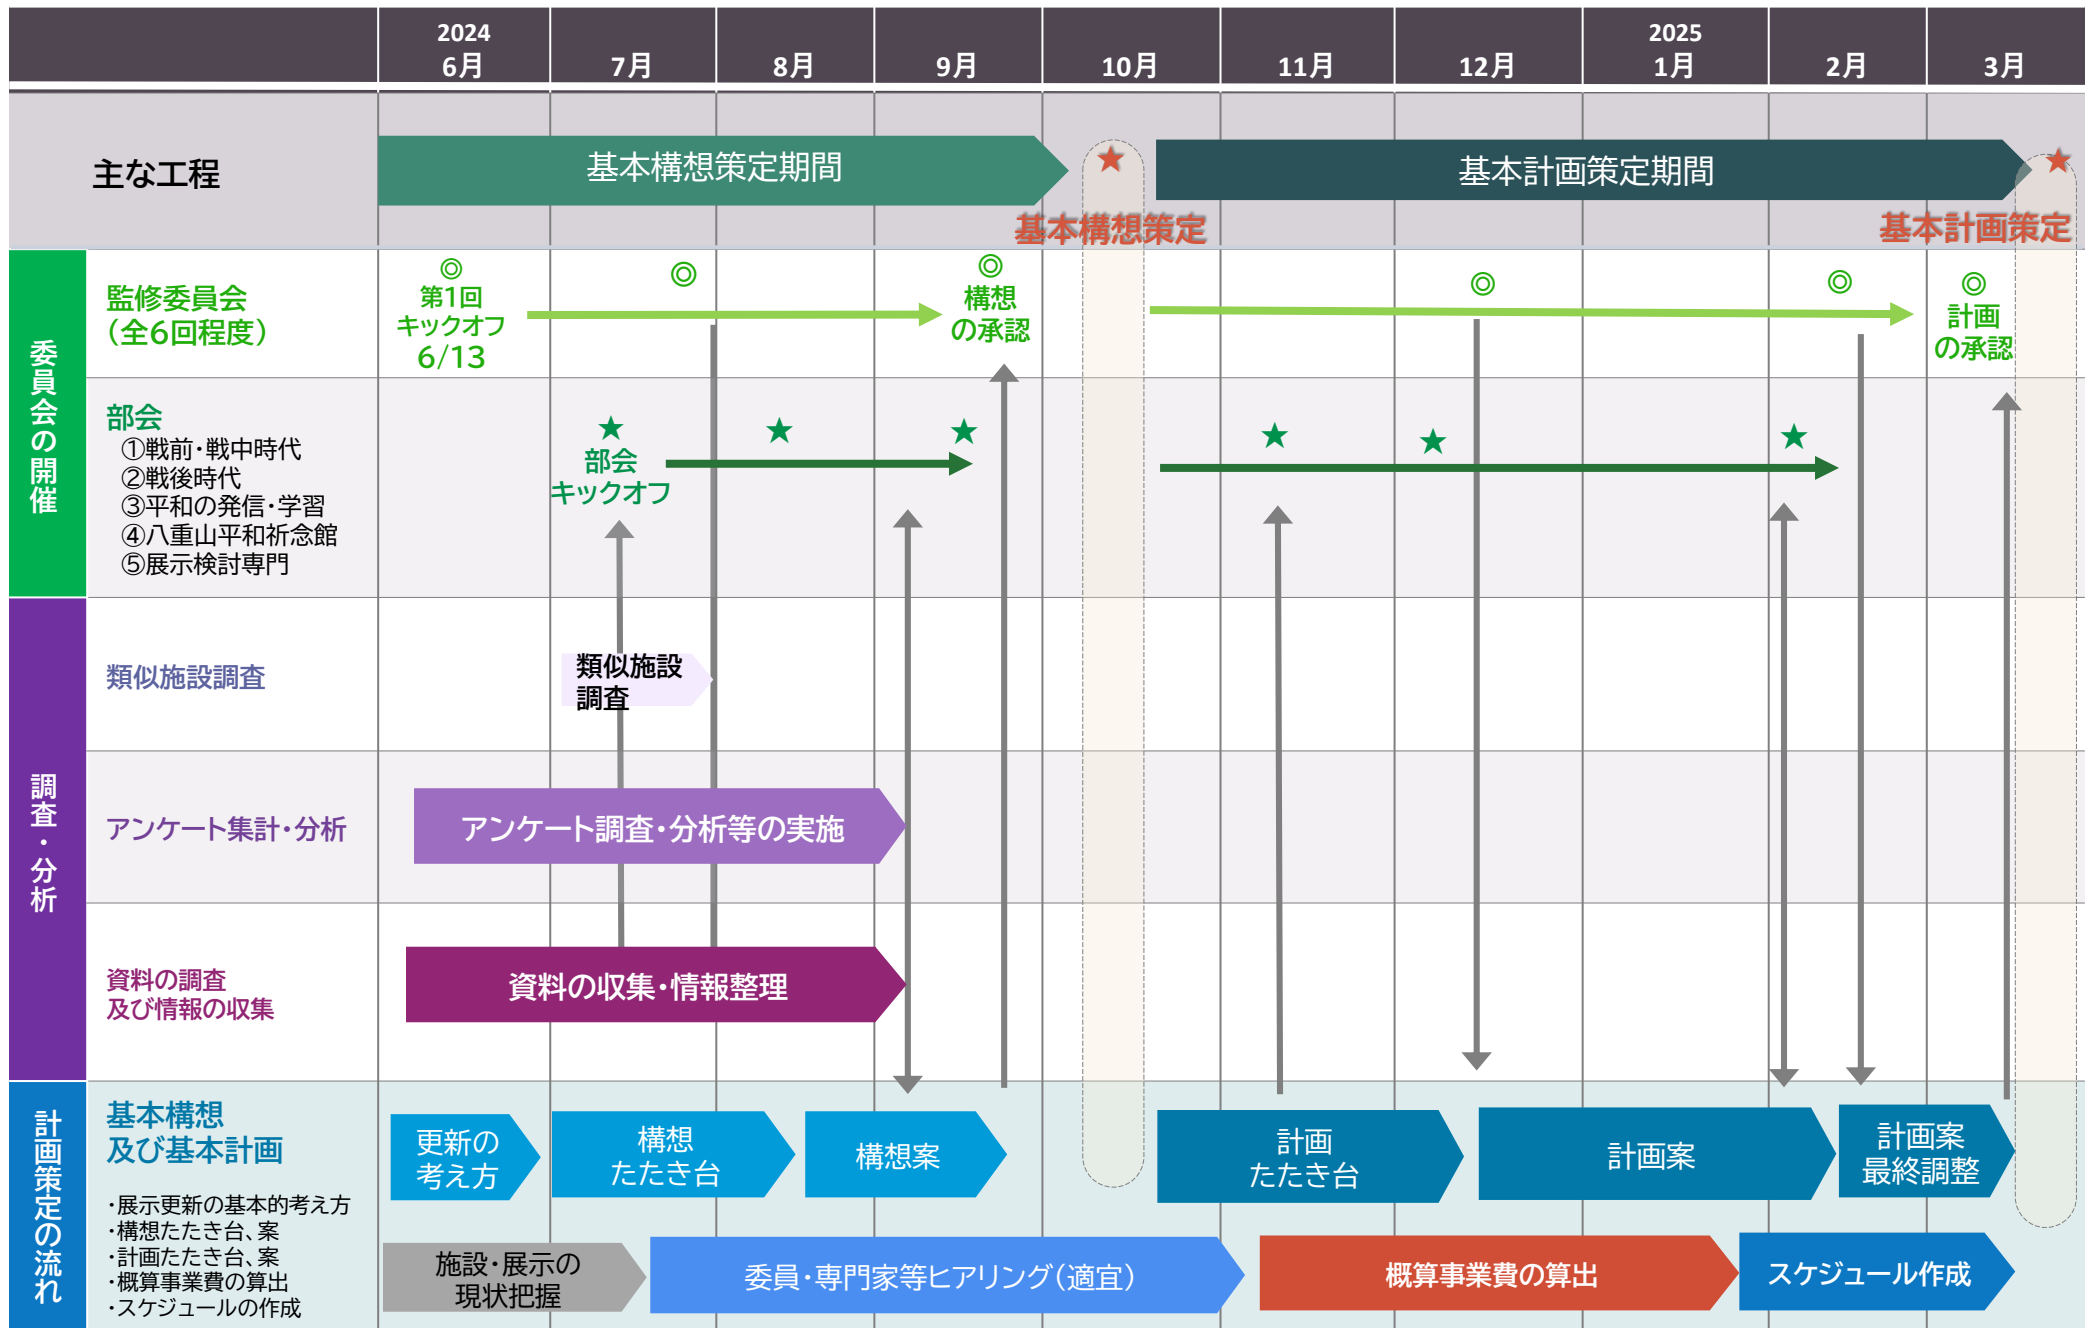 2024
6月
7月
8月
9月
10月
11月
12月
2025
1月
2月
3月
主な工程
基本構想策定期間
★
基本構想策定
基本計画策定期間
★
基本計画策定
委員会の開催
監修委員会
(全6回程度)
◎
第1回
キックオフ
6/13
◎
◎
構想
の承認
◎
◎
◎
計画
の承認
部会
①戦前・戦中時代
②戦後時代
③平和の発信・学習
④八重山平和祈念館
⑤展示検討専門
★
部会
キックオフ
★
★
★
★
★
調査・分析
類似施設調査
類似施設
調査
アンケート集計・分析
アンケート調査・分析等の実施
資料の調査
及び情報の収集
資料の収集・情報整理
計画策定の流れ
基本構想
及び基本計画
・展示更新の基本的考え方
・構想たたき台、案
・計画たたき台、案
・概算事業費の算出
・スケジュールの作成
更新の
考え方
構想
たたき台
構想案
計画
たたき台
計画案
計画案
最終調整
施設・展示の
現状把握
委員・専門家等ヒアリング(適宜)
概算事業費の算出
スケジュール作成